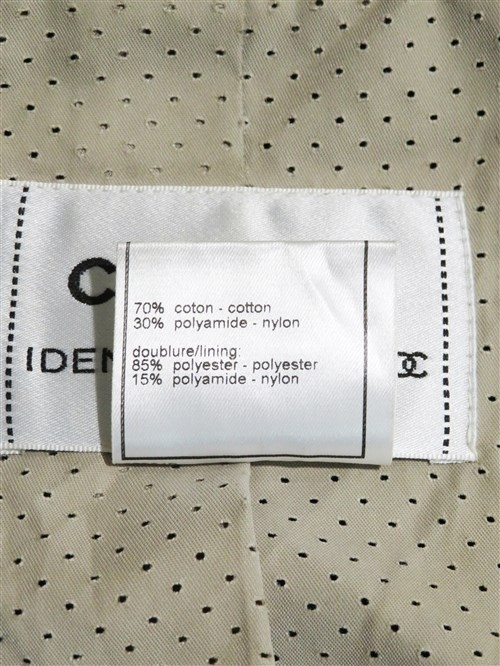 C
70% coton - cotton
30% polyamide - nylon
doublure/lining:
85% polyester - polyester
15% polyamide - nylon
IDEN